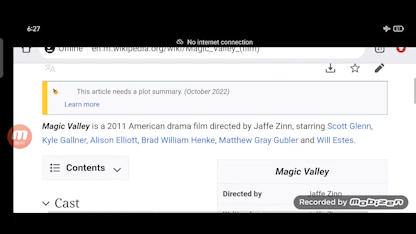 6:27
No internet connection
Offline en.m.wikipedia.org/wiki/Magic_Valley_(film)
This article needs a plot summary. (October 2022)
Learn more
Magic Valley is a 2011 American drama film directed by Jaffe Zinn, starring Scott Glenn,
Kyle Gallner, Alison Elliott, Brad William Henke, Matthew Gray Gubler and Will Estes.
Contents
Magic Valley
Directed by Jaffe Zinn
Cast
Recorded by Mobizen